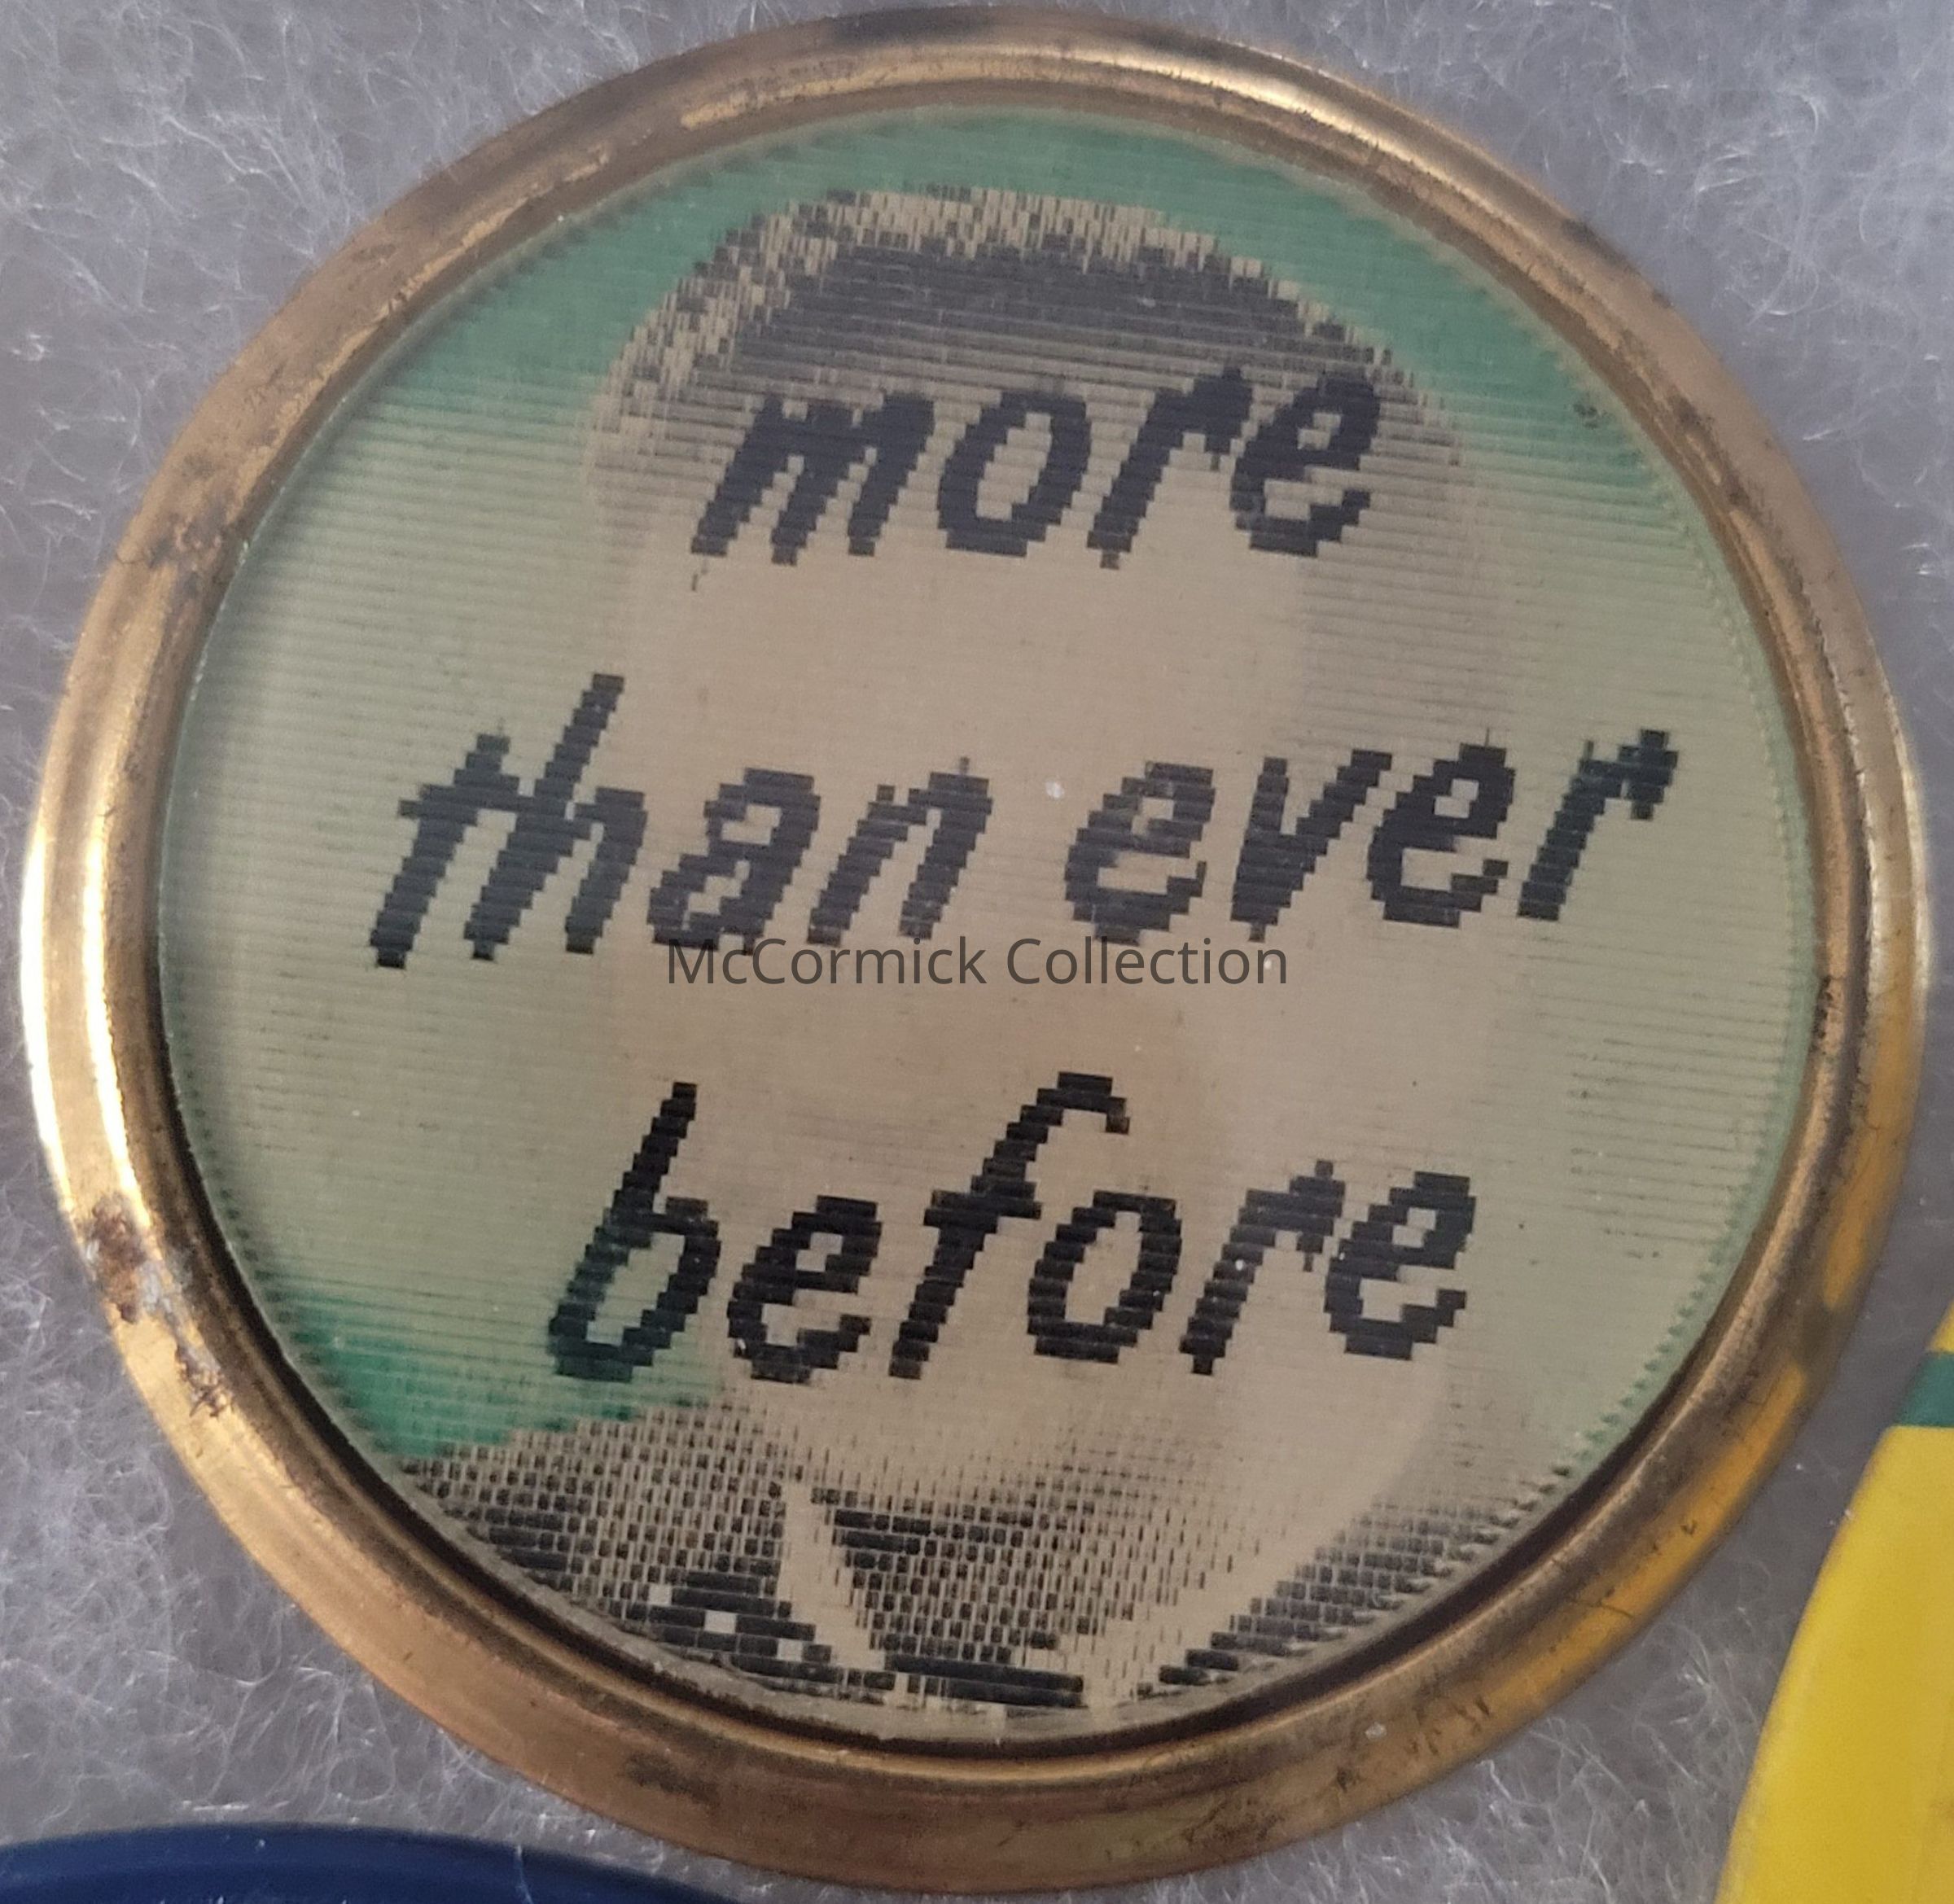 more
than ever
McCormick Collection
before